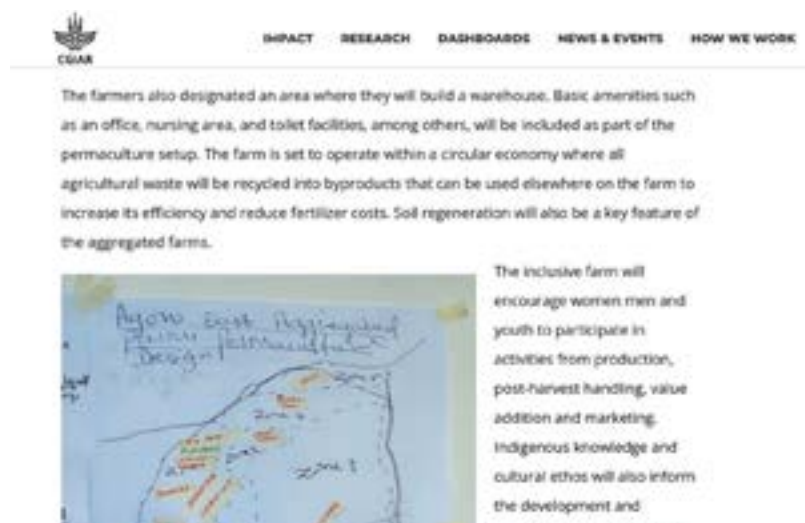 CGIAR
IMPACT RESEARCH DASHBOARDS NEWS & EVENTS HOW WE WORK
The farmers also designated an area where they will build a warehouse. Basic amenities such
as an office, nursing area, and toilet facilities, among others, will be included as part of the
permaculture setup. The farm is set to operate within a circular economy where all
agricultural waste will be recycled into byproducts that can be used elsewhere on the farm to
increase its efficiency and reduce fertilizer costs. Soil regeneration will also be a key feature of
the aggregated farms.
East Aggregated
Design
Zone
The inclusive farm will
encourage women men and
youth to participate in
activities from production,
post-harvest handling, value
addition and marketing.
Indigenous knowledge and
cultural ethos will also inform
the development and